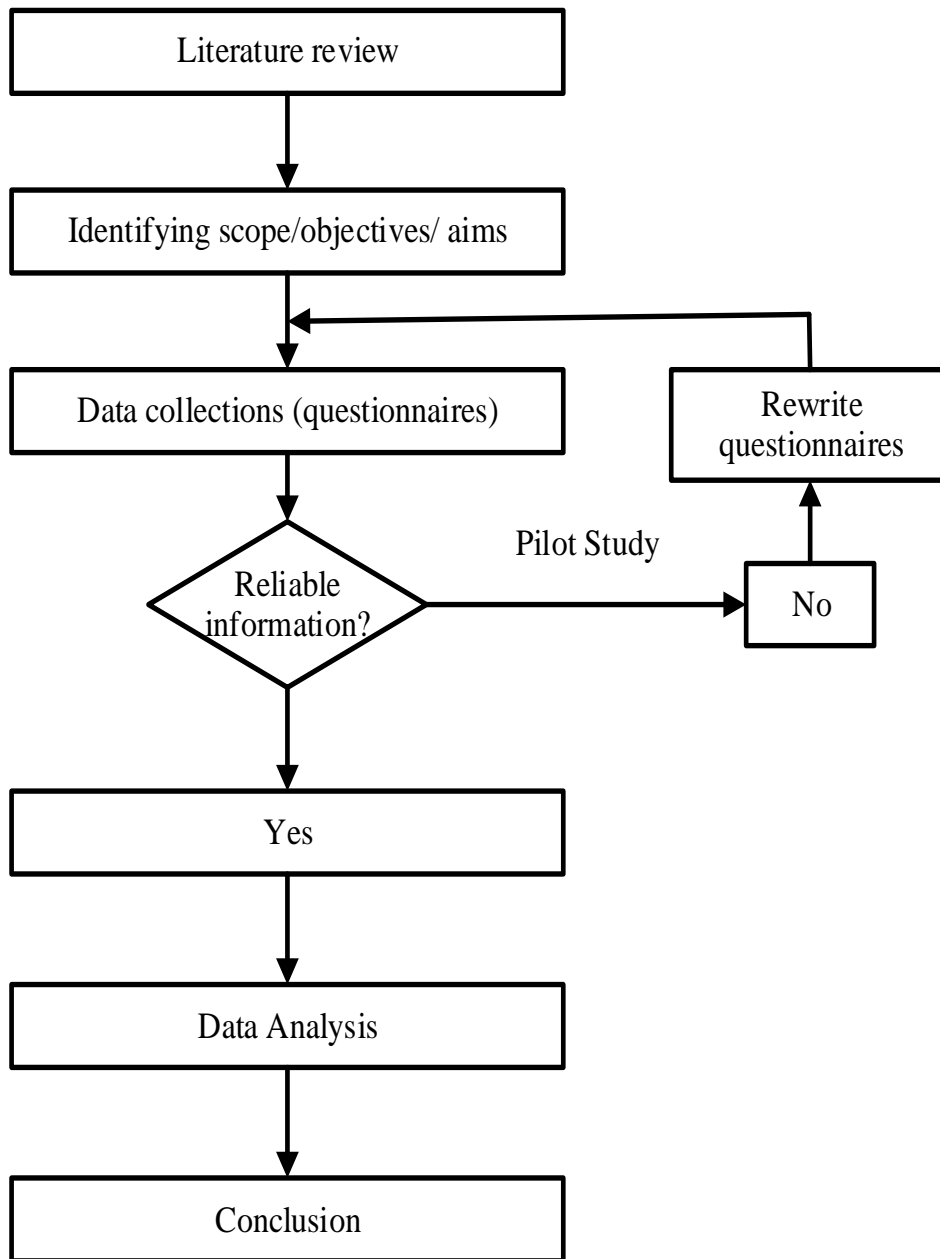 Literature review
Identifying scope/objectives/ aims
Data collections (questionnaires)
Rewrite
questionnaires
Pilot Study
Reliable
information?
No
Yes
Data Analysis
Conclusion